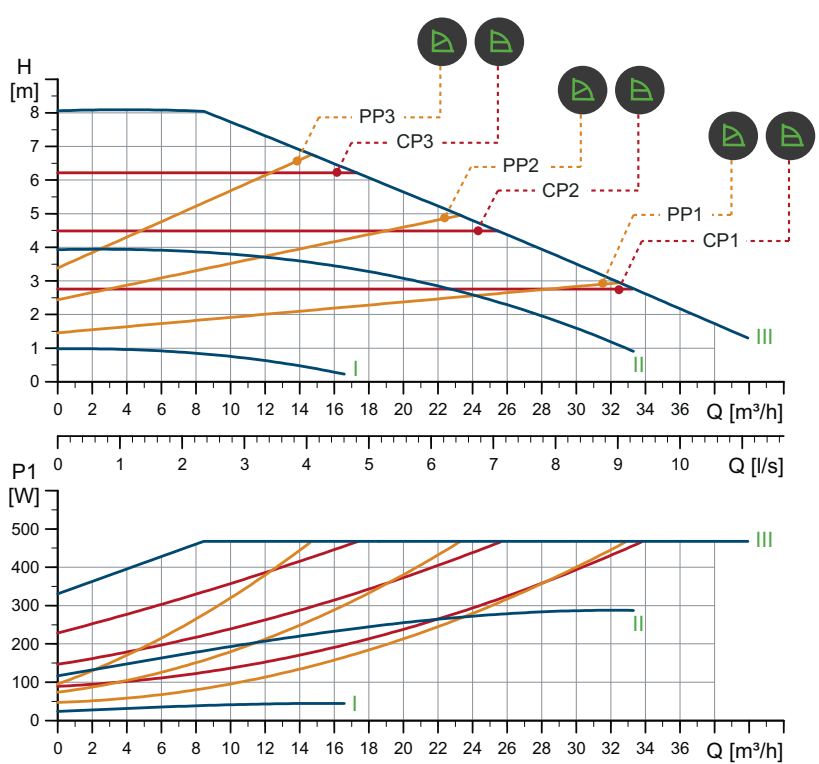 H
[m]
8
7
6
5
4
3
2
1
0
PP3
CP3
PP2
CP2
PP1
CP1
III
II
I
0 2 4 6 8 10 12 14 16 18 20 22 24 26 28 30 32 34 36 Q [m³/h]
0 1 2 3 4 5 6 7 8 9 10 Q [l/s]
P1
[W]
500
400
300
200
100
0
III
II
I
0 2 4 6 8 10 12 14 16 18 20 22 24 26 28 30 32 34 36 Q [m³/h]